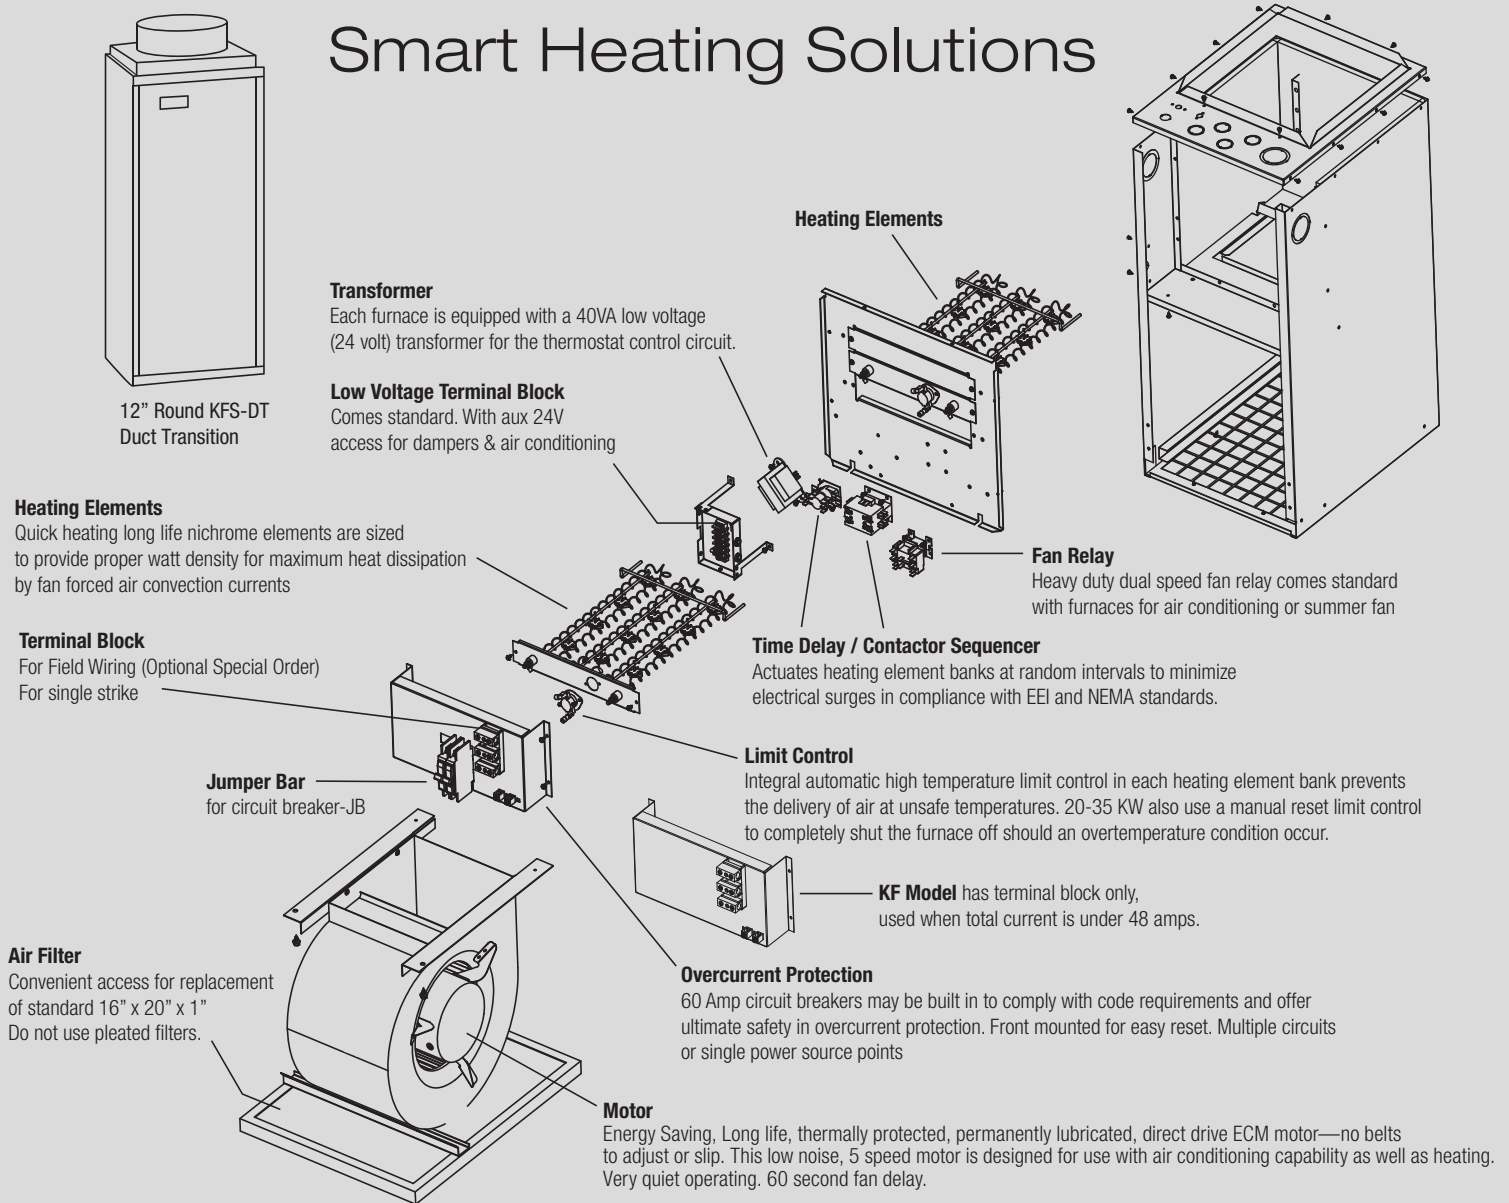 Smart Heating Solutions
12” Round KFS-DT
Duct Transition
Heating Elements
Transformer
Each furnace is equipped with a 40VA low voltage
(24 volt) transformer for the thermostat control circuit.
Low Voltage Terminal Block
Comes standard. With aux 24V
access for dampers & air conditioning
Heating Elements
Quick heating long life nichrome elements are sized
to provide proper watt density for maximum heat dissipation
by fan forced air convection currents
Fan Relay
Heavy duty dual speed fan relay comes standard
with furnaces for air conditioning or summer fan
Terminal Block
For Field Wiring (Optional Special Order)
For single strike
Time Delay / Contactor Sequencer
Actuates heating element banks at random intervals to minimize
electrical surges in compliance with EEI and NEMA standards.
Jumper Bar
for circuit breaker-JB
Limit Control
Integral automatic high temperature limit control in each heating element bank prevents
the delivery of air at unsafe temperatures. 20-35 KW also use a manual reset limit control
to completely shut the furnace off should an overtemperature condition occur.
KF Model has terminal block only,
used when total current is under 48 amps.
Air Filter
Convenient access for replacement
of standard 16” x 20” x 1”
Do not use pleated filters.
Overcurrent Protection
60 Amp circuit breakers may be built in to comply with code requirements and offer
ultimate safety in overcurrent protection. Front mounted for easy reset. Multiple circuits
or single power source points
Motor
Energy Saving, Long life, thermally protected, permanently lubricated, direct drive ECM motor—no belts
to adjust or slip. This low noise, 5 speed motor is designed for use with air conditioning capability as well as heating.
Very quiet operating. 60 second fan delay.